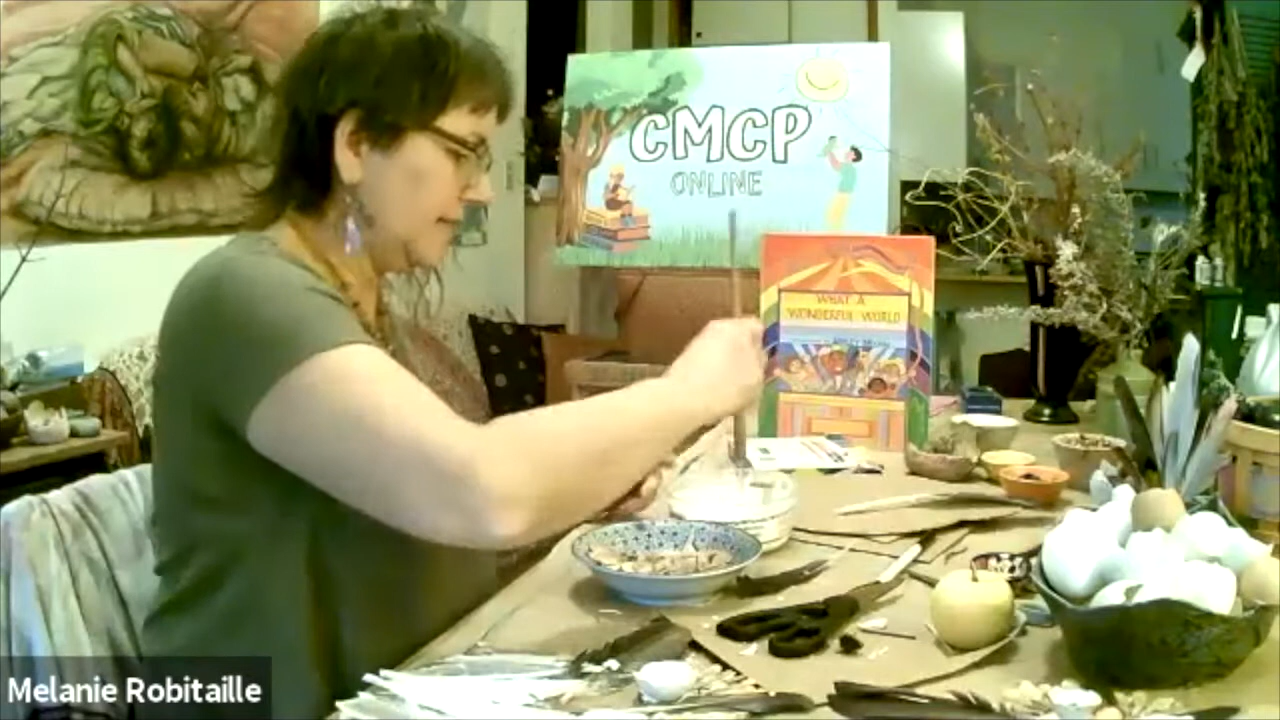 CMCP
ONLINE
WHAT A
WONDERFUL WORLD
Melanie Robitaille